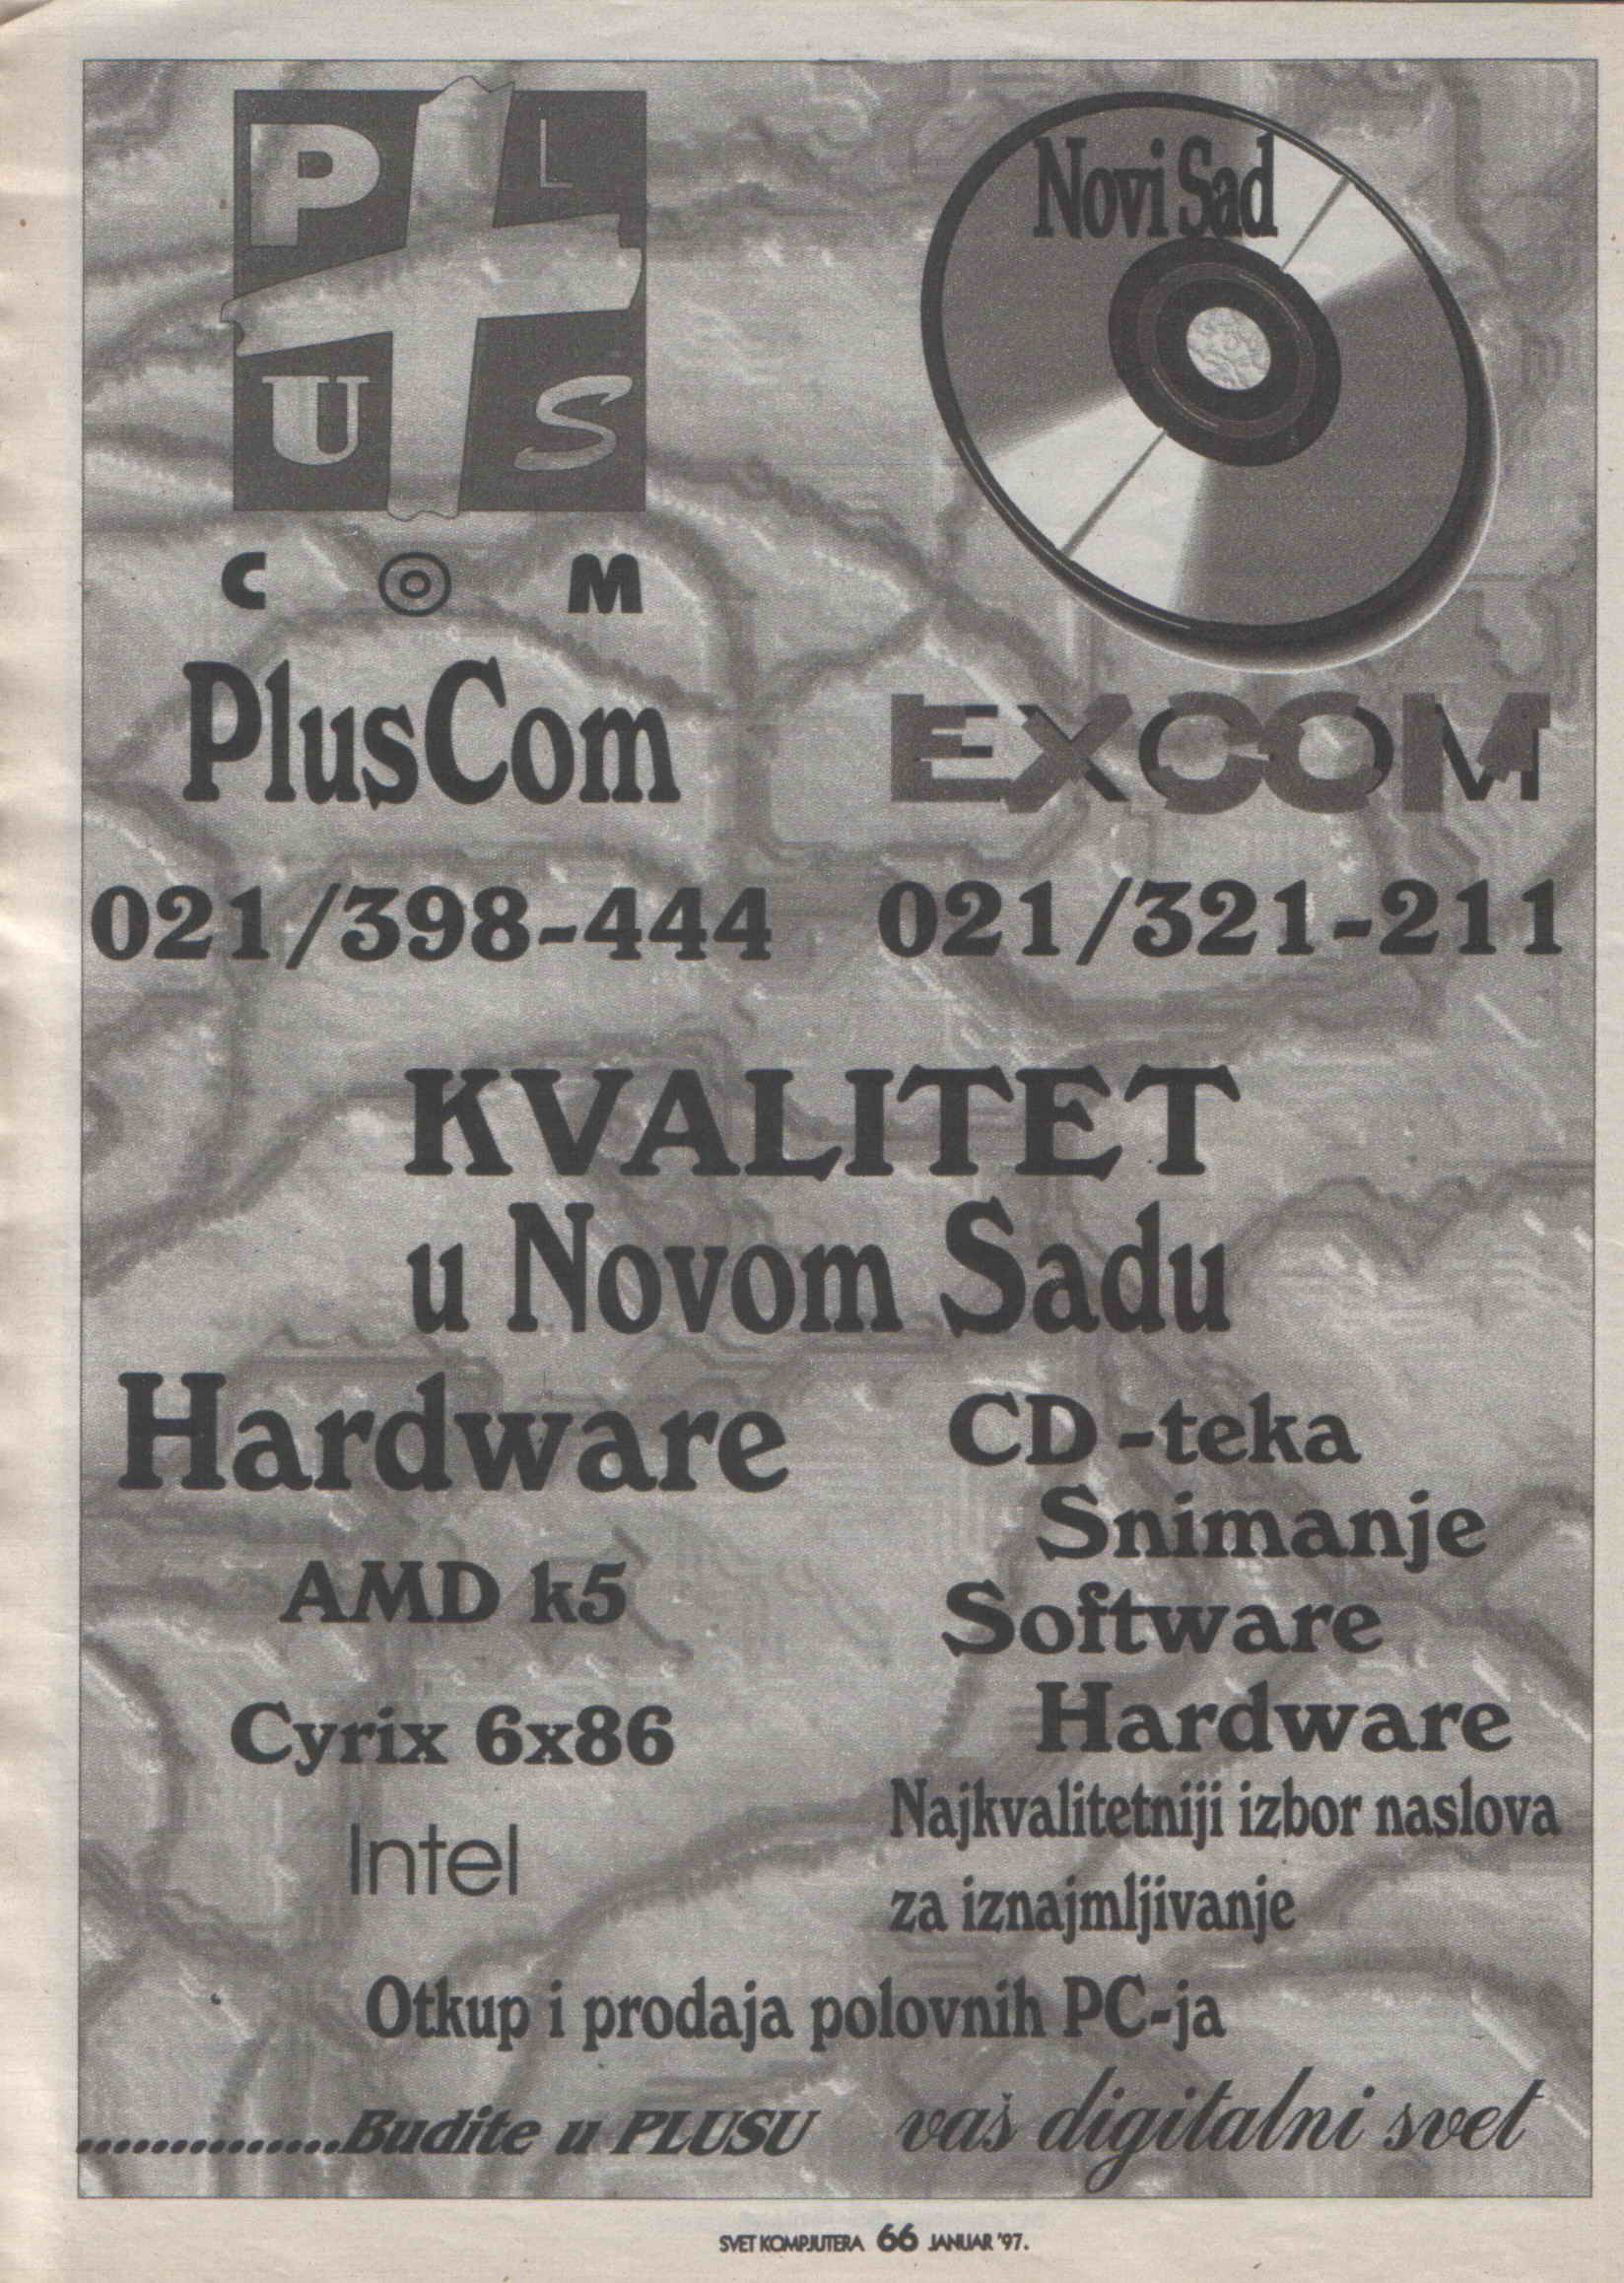 P L
U S
C O M
Novi Sad
PlusCom
EXCOM
021/398-444
021/321-211
KVALITET
u Novom Sadu
Hardware
AMD k5
Cyrix 6x86
Intel
CD-teka
Snimanje
Software
Hardware
Najkvalitetniji izbor naslova
za iznajmljivanje
Otkup i prodaja polovnih PC-ja
..............Budite u PLUSU
vaš digitalni svet
SVET KOMPJUTERA 66 JANUAR '97.